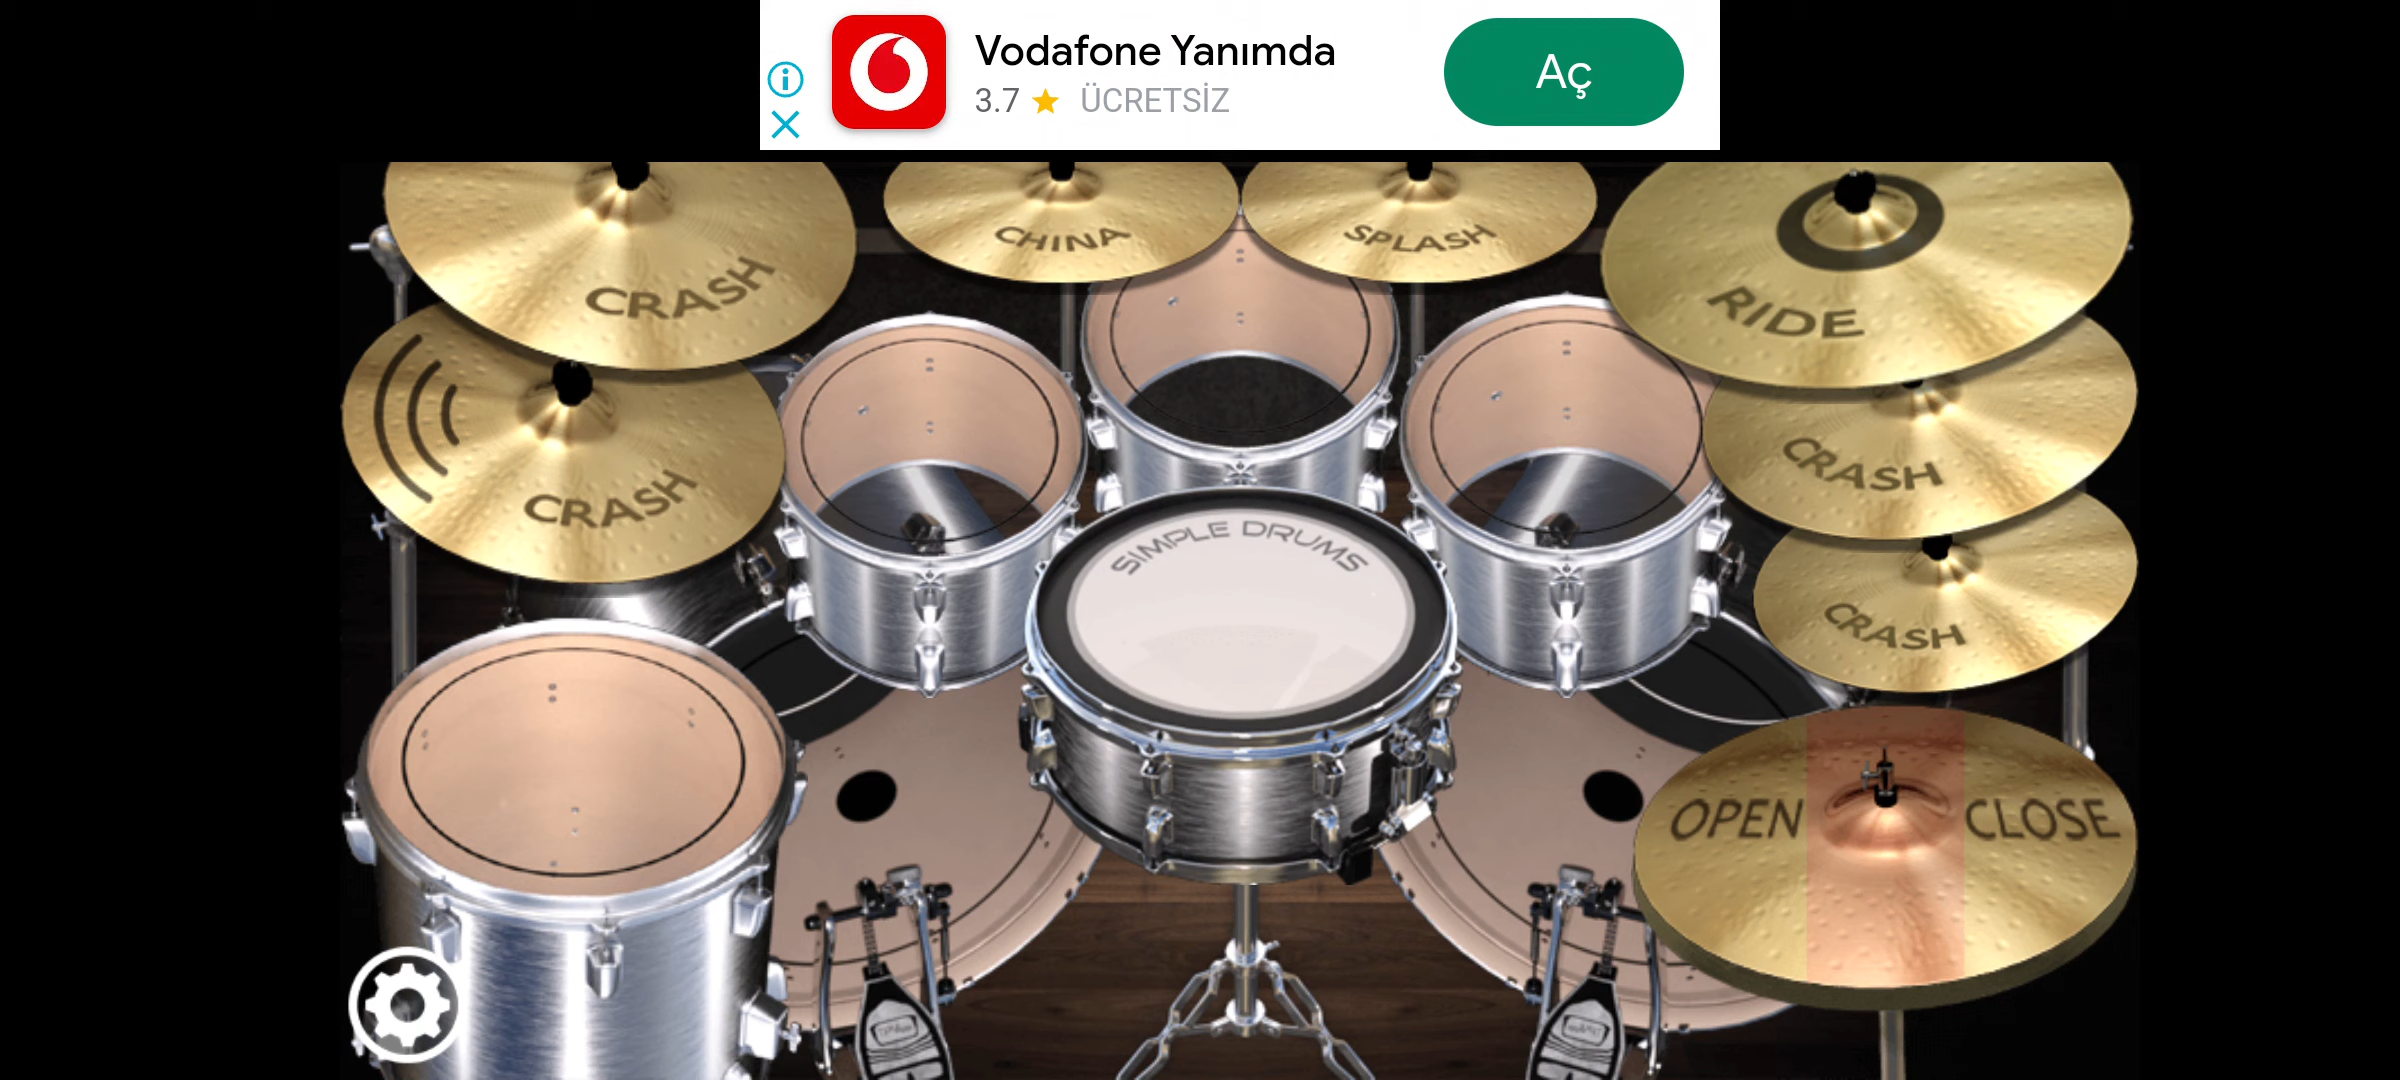 Vodafone Yanımda
3.7 ★ ÜCRETSİZ
Aç
CRASH
CHINA
SPLASH
RIDE
CRASH
CRASH
CRASH
SIMPLE DRUMS
OPEN
CLOSE